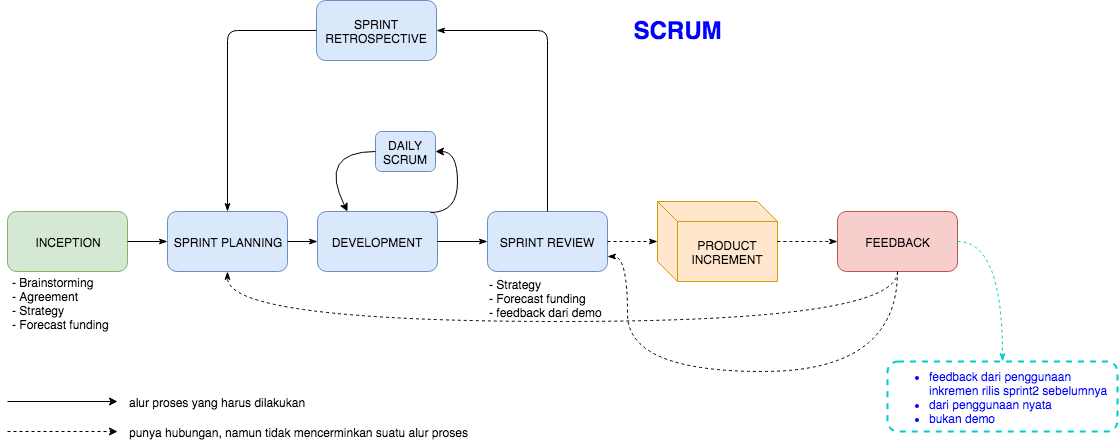 SCRUM
SPRINT
RETROSPECTIVE
DAILY
SCRUM
INCEPTION
SPRINT PLANNING
DEVELOPMENT
SPRINT REVIEW
PRODUCT
INCREMENT
FEEDBACK
- Brainstorming
- Agreement
- Strategy
- Forecast funding
- Strategy
- Forecast funding
- feedback dari demo
• feedback dari penggunaan
inkremen rilis sprint2 sebelumnya
• dari penggunaan nyata
• bukan demo
alur proses yang harus dilakukan
punya hubungan, namun tidak mencerminkan suatu alur proses